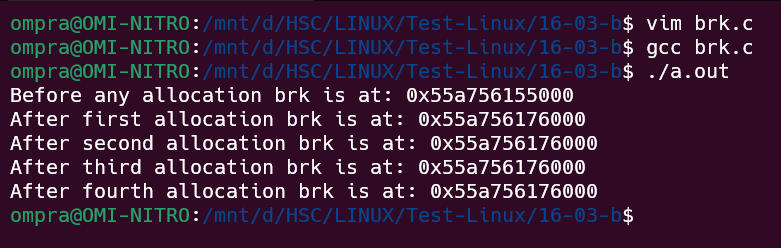 ompra@OMI-NITRO:/mnt/d/HSC/LINUX/Test-Linux/16-03-b$ vim brk.c
ompra@OMI-NITRO:/mnt/d/HSC/LINUX/Test-Linux/16-03-b$ gcc brk.c
ompra@OMI-NITRO:/mnt/d/HSC/LINUX/Test-Linux/16-03-b$ ./a.out
Before any allocation brk is at: 0x55a756155000
After first allocation brk is at: 0x55a756176000
After second allocation brk is at: 0x55a756176000
After third allocation brk is at: 0x55a756176000
After fourth allocation brk is at: 0x55a756176000
ompra@OMI-NITRO:/mnt/d/HSC/LINUX/Test-Linux/16-03-b$